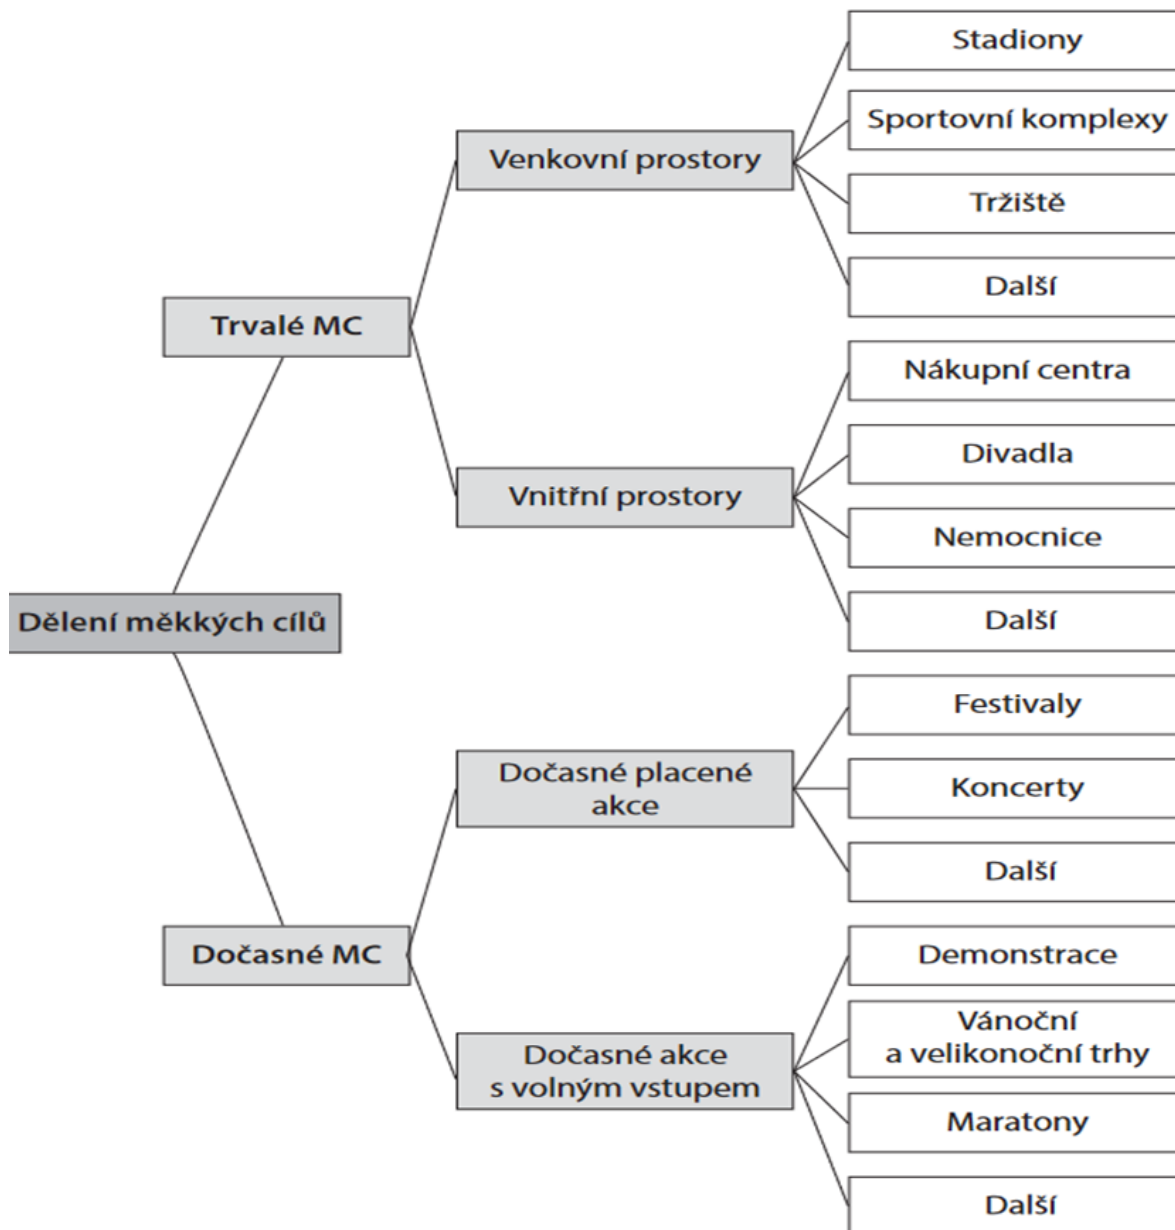 Stadiony
Sportovní komplexy
Venkovní prostory
Tržiště
Další
Trvalé MC
Nákupní centra
Divadla
Vnitřní prostory
Nemocnice
Další
Dělení měkkých cílů
Festivaly
Dočasné placené
akce
Koncerty
Další
Dočasné MC
Demonstrace
Vánoční
a velikonoční trhy
Dočasné akce
s volným vstupem
Maratony
Další